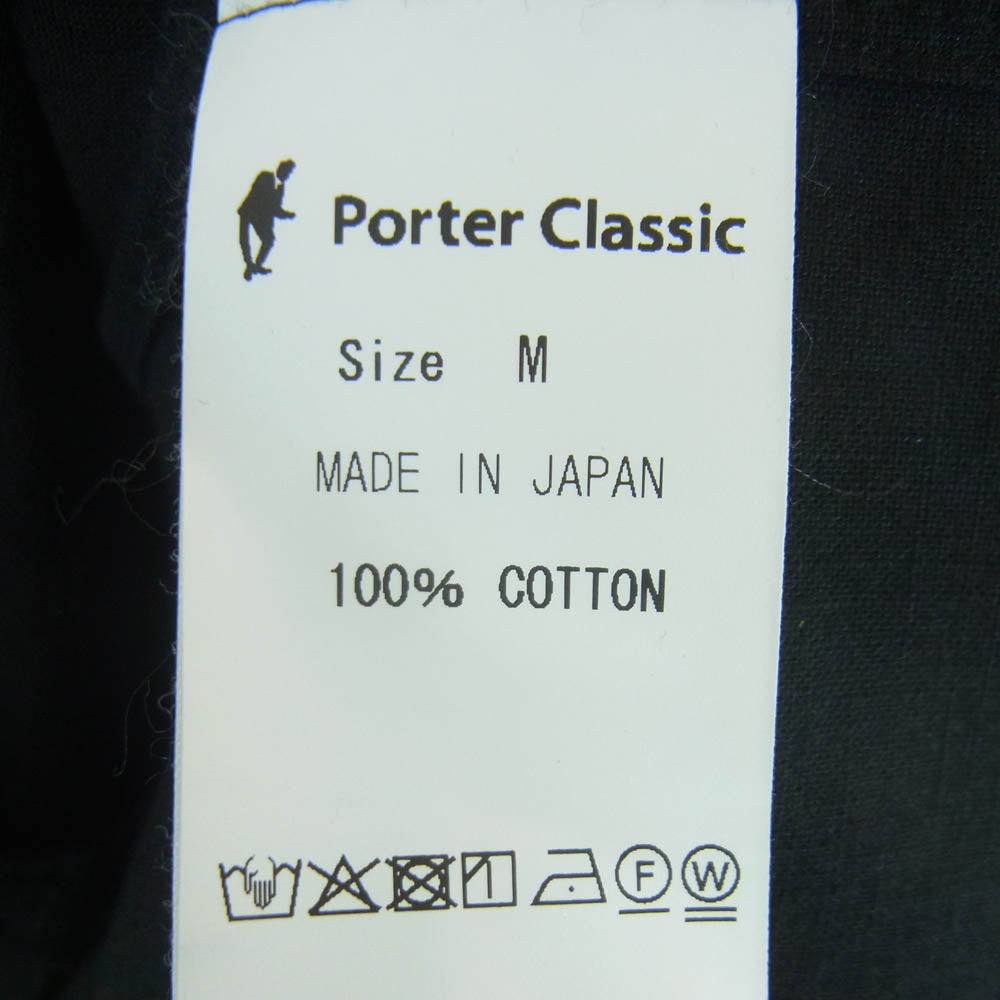 Porter Classic
Size M
MADE IN JAPAN
100% COTTON
F W